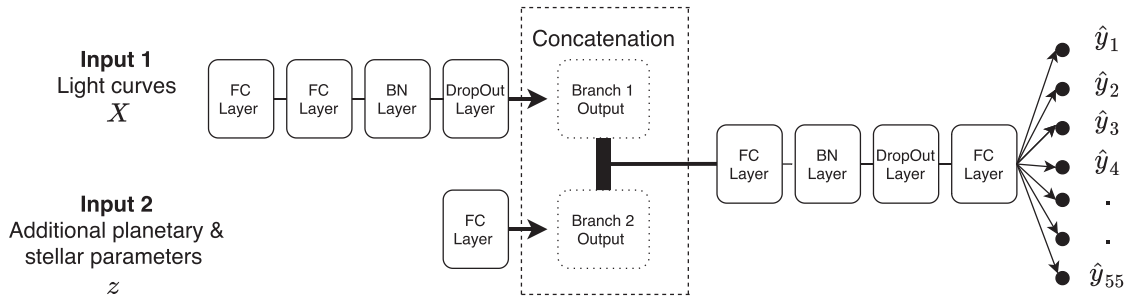 Input 1
Light curves
X
FC
Layer
FC
Layer
BN
Layer
DropOut
Layer
Concatenation
Branch 1
Output
Input 2
Additional planetary &
stellar parameters
z
FC
Layer
Branch 2
Output
FC
Layer
BN
Layer
DropOut
Layer
FC
Layer
ŷ1
ŷ2
ŷ3
ŷ4
.
.
ŷ55